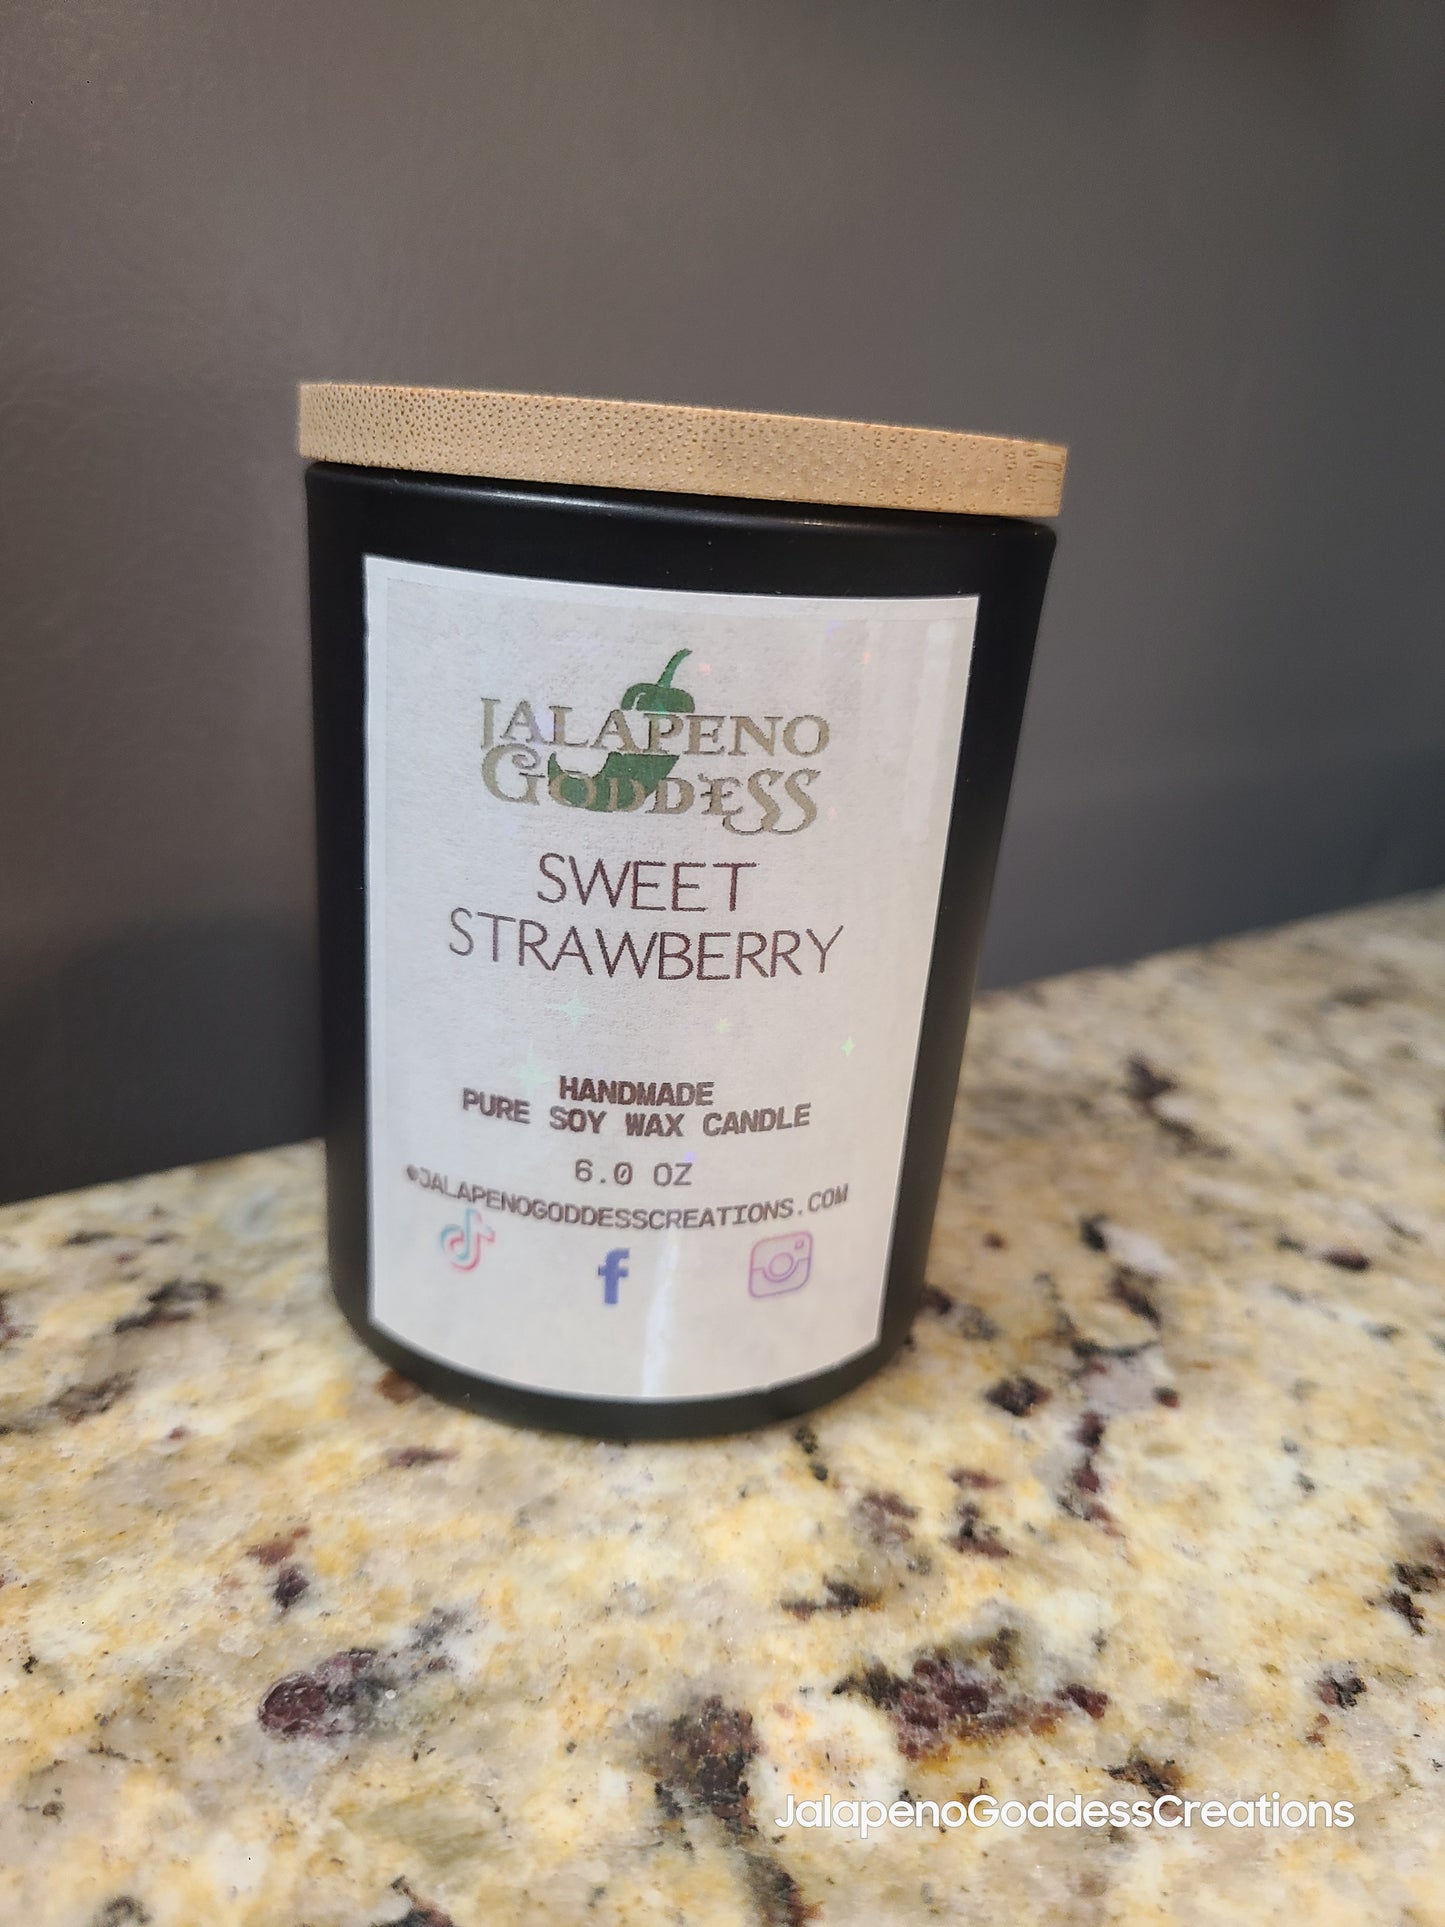 JALAPENO
GODDESS
SWEET
STRAWBERRY
HANDMADE
PURE SOY WAX CANDLE
6.0 OZ
@JALAPENOGODDESSCREATIONS.COM
f
JalapenoGoddessCreations